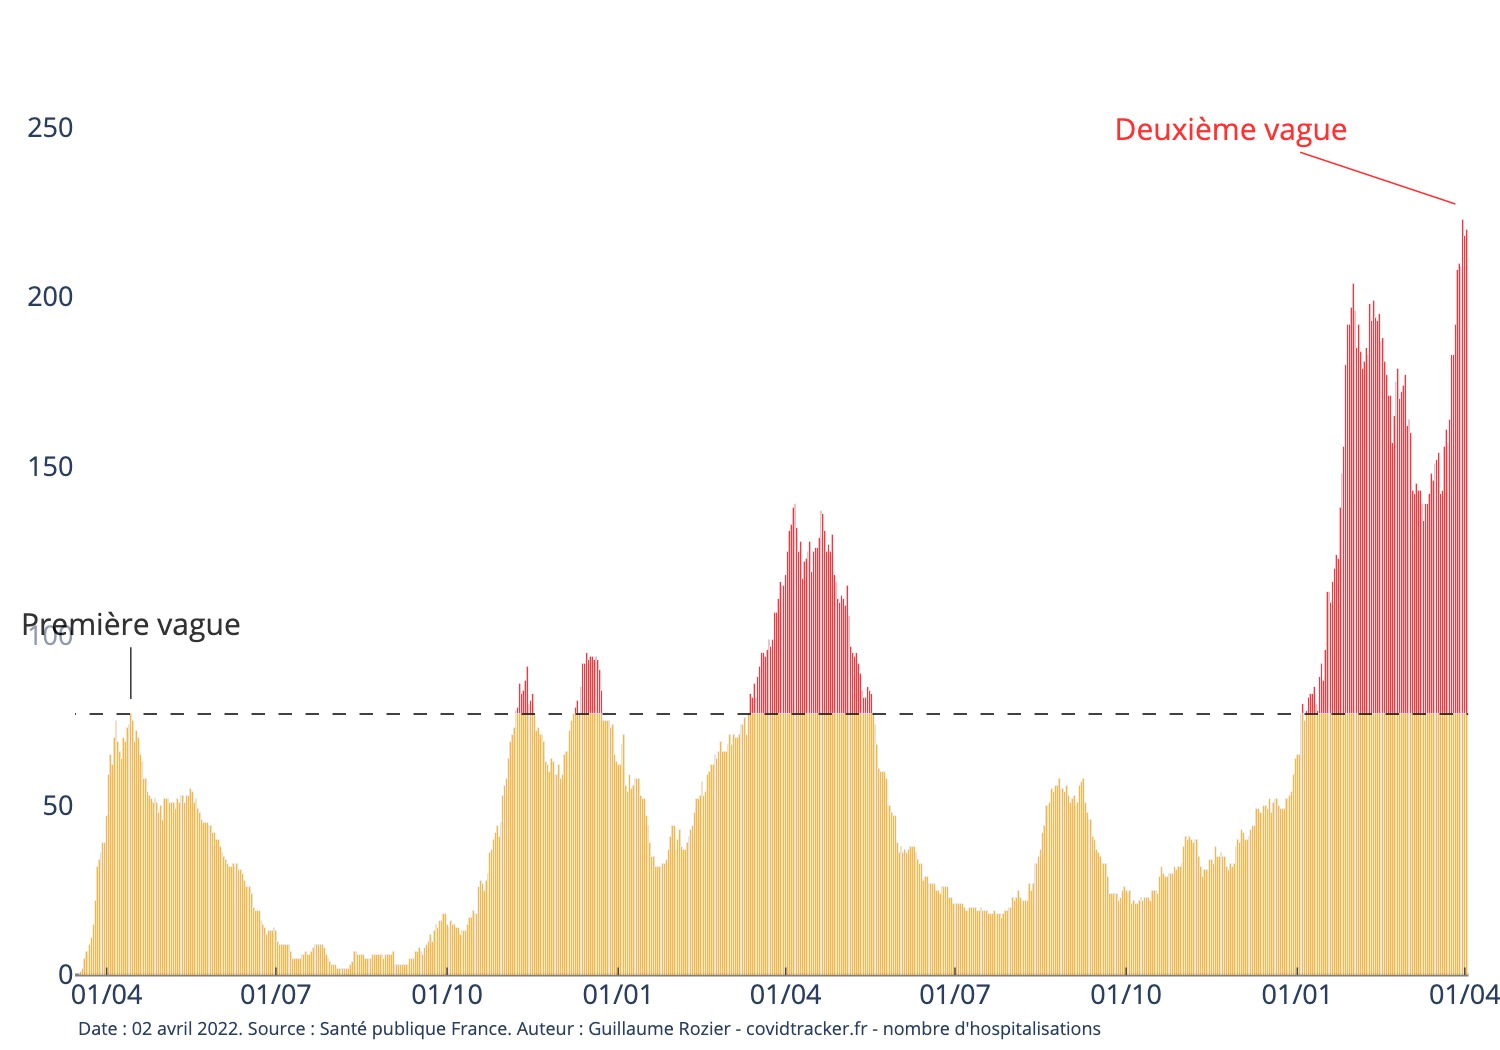 250
Deuxième vague
200
150
Première vague
100
50
0
01/04 01/07 01/10 01/01 01/04 01/07 01/10 01/01 01/04
Date : 02 avril 2022. Source : Santé publique France. Auteur : Guillaume Rozier - covidtracker.fr - nombre d'hospitalisations